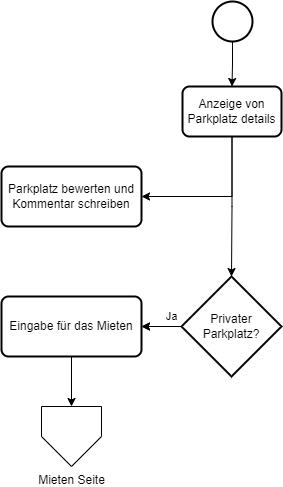 Anzeige von
Parkplatz details
Parkplatz bewerten und
Kommentar schreiben
Privater
Parkplatz?
Ja
Eingabe für das Mieten
Mieten Seite